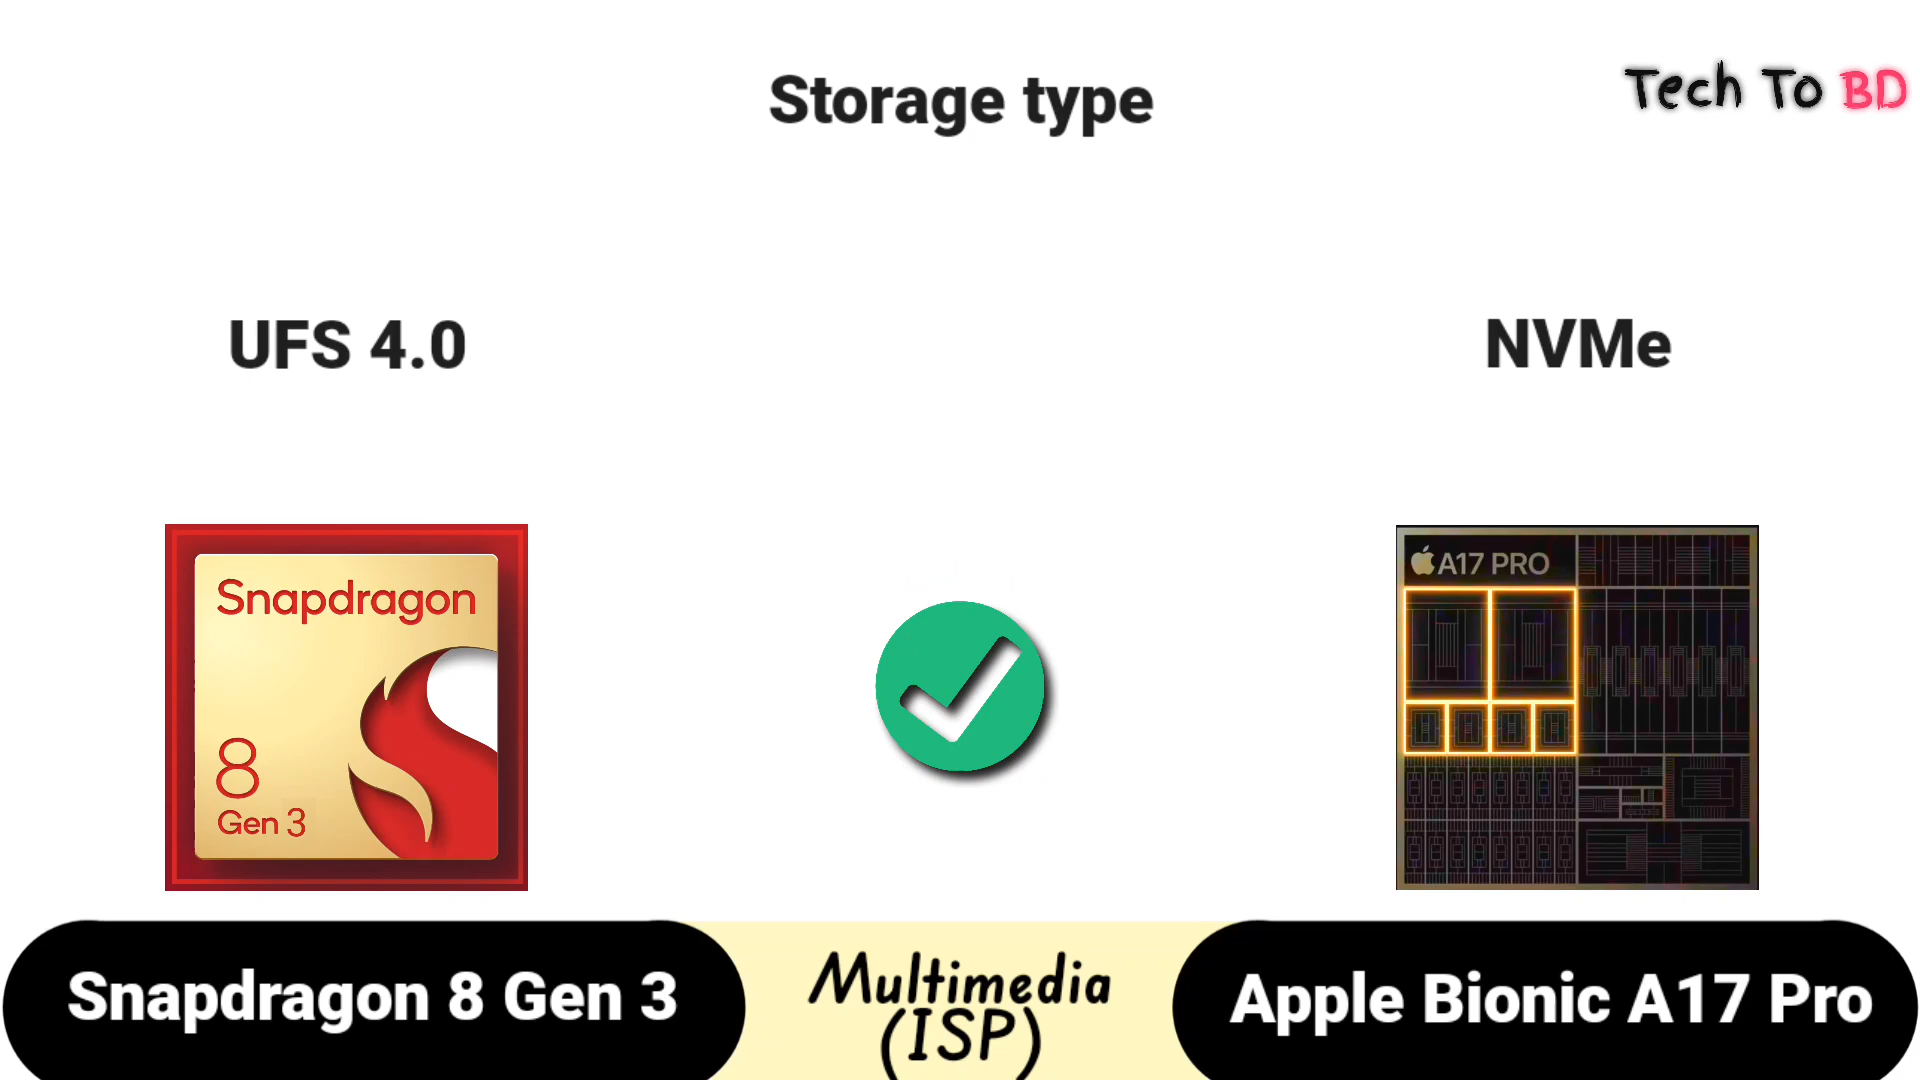 Storage type
Tech To BD
UFS 4.0
NVMe
Snapdragon
8
Gen 3
A17 PRO
Snapdragon 8 Gen 3
Multimedia
(ISP)
Apple Bionic A17 Pro